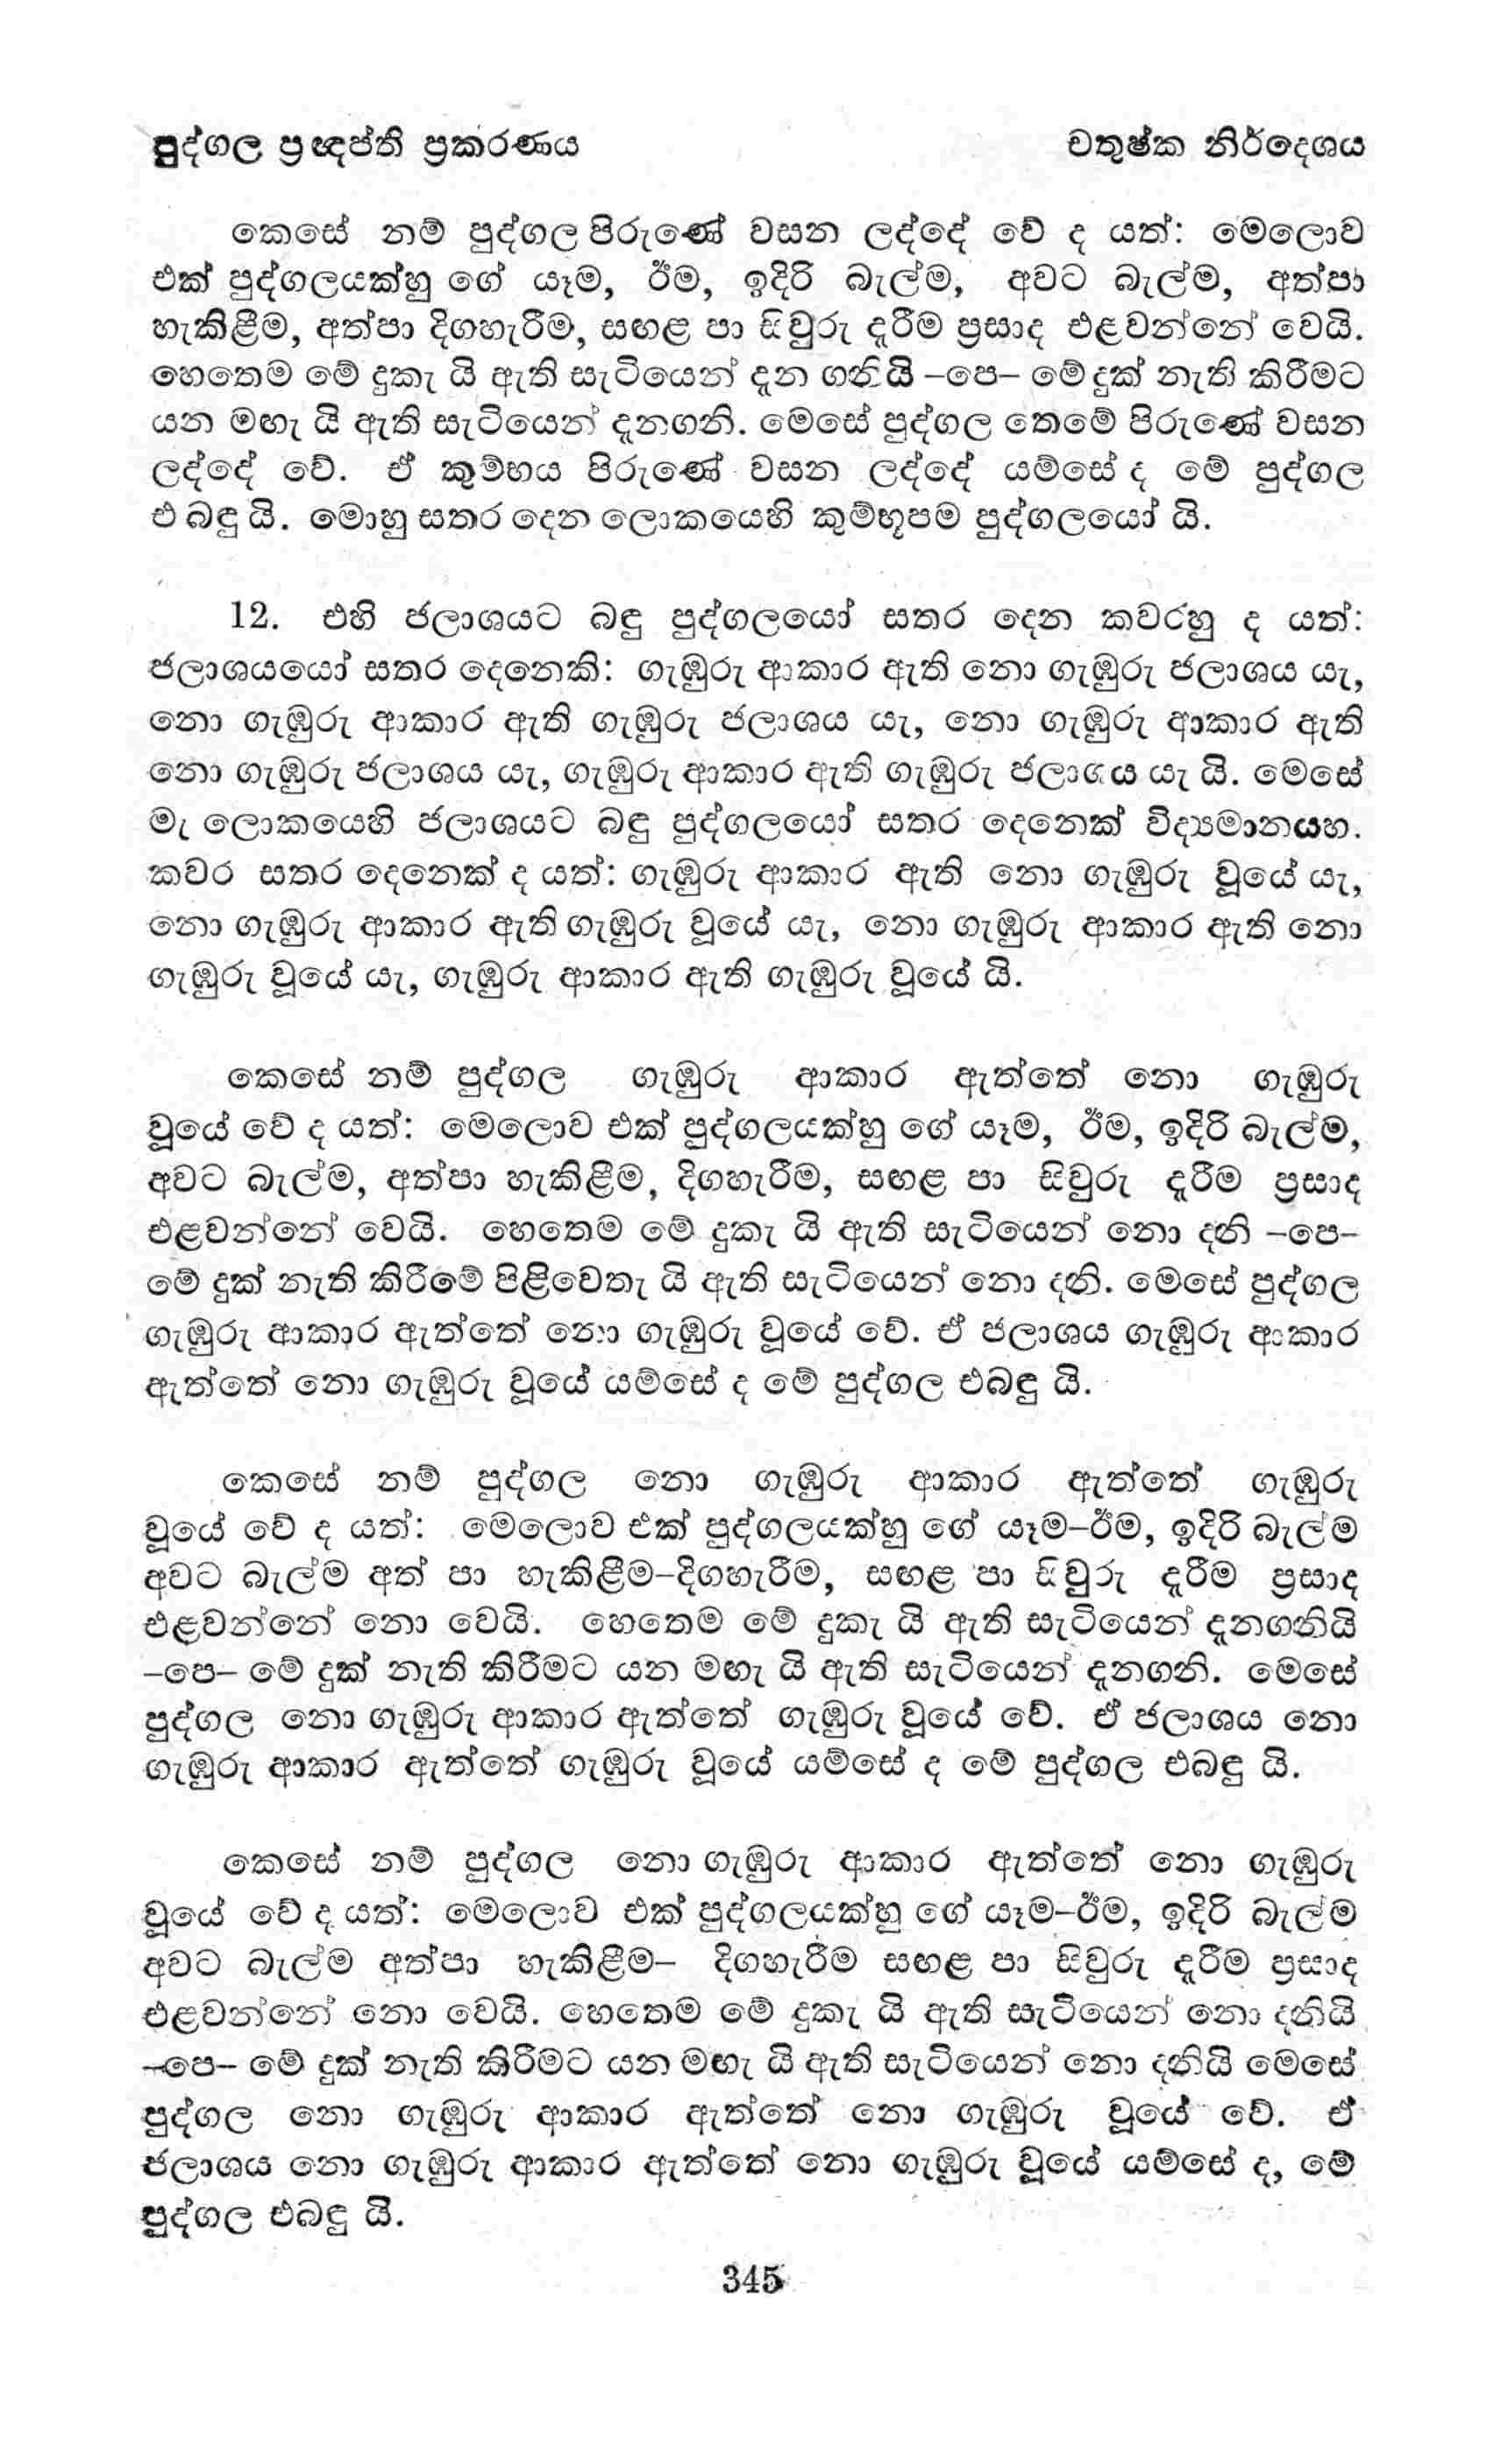 පුද්ගල ප්‍රඥප්ති ප්‍රකරණය චතුෂ්ක නිර්දෙශය
කෙසේ නම් පුද්ගල පිරුණේ වසන ලද්දේ වේ ද යත්: මෙලොව
එක් පුද්ගලයක්හු ගේ යෑම, ඊම, ඉදිරි බැල්ම, අවට බැල්ම, අත්පා
හැකිළීම, අත්පා දිගහැරීම, සඟළ පා සිවුරු දැරීම ප්‍රසාද එළවන්නේ වෙයි.
හෙතෙම මේ දුකැ යි ඇති සැටියෙන් දැන ගනියි –පෙ– මේ දුක් නැති කිරීමට
යන මඟැ යි ඇති සැටියෙන් දැනගනි. මෙසේ පුද්ගල තෙමේ පිරුණේ වසන
ලද්දේ වේ. ඒ කුම්භය පිරුණේ වසන ලද්දේ යම්සේ ද මේ පුද්ගල
එ බඳු යි. මොහු සතර දෙන ලොකයෙහි කුම්භූපම පුද්ගලයෝ යි.
12. එහි ජලාශයට බඳු පුද්ගලයෝ සතර දෙන කවරහු ද යත්:
ජලාශයයෝ සතර දෙනෙකි: ගැඹුරු ආකාර ඇති නො ගැඹුරු ජලාශය යැ,
නො ගැඹුරු ආකාර ඇති ගැඹුරු ජලාශය යැ, නො ගැඹුරු ආකාර ඇති
නො ගැඹුරු ජලාශය යැ, ගැඹුරු ආකාර ඇති ගැඹුරු ජලාශය යැ යි. මෙසේ
මැ ලොකයෙහි ජලාශයට බඳු පුද්ගලයෝ සතර දෙනෙක් විද්‍යමානයහ.
කවර සතර දෙනෙක් ද යත්: ගැඹුරු ආකාර ඇති නො ගැඹුරු වූයේ යැ,
නො ගැඹුරු ආකාර ඇති ගැඹුරු වූයේ යැ, නො ගැඹුරු ආකාර ඇති නො
ගැඹුරු වූයේ යැ, ගැඹුරු ආකාර ඇති ගැඹුරු වූයේ යි.
කෙසේ නම් පුද්ගල ගැඹුරු ආකාර ඇත්තේ නො ගැඹුරු
වූයේ වේ ද යත්: මෙලොව එක් පුද්ගලයක්හු ගේ යෑම, ඊම, ඉදිරි බැල්ම,
අවට බැල්ම, අත්පා හැකිළීම, දිගහැරීම, සඟළ පා සිවුරු දැරීම ප්‍රසාද
එළවන්නේ වෙයි. හෙතෙම මේ දුකැ යි ඇති සැටියෙන් නො දනි –පෙ–
මේ දුක් නැති කිරීමේ පිළිවෙතැ යි ඇති සැටියෙන් නො දනි. මෙසේ පුද්ගල
ගැඹුරු ආකාර ඇත්තේ නො ගැඹුරු වූයේ වේ. ඒ ජලාශය ගැඹුරු ආකාර
ඇත්තේ නො ගැඹුරු වූයේ යම්සේ ද මේ පුද්ගල එබඳු යි.
කෙසේ නම් පුද්ගල නො ගැඹුරු ආකාර ඇත්තේ ගැඹුරු
වූයේ වේ ද යත්: මෙලොව එක් පුද්ගලයක්හු ගේ යෑම–ඊම, ඉදිරි බැල්ම
අවට බැල්ම අත් පා හැකිළීම–දිගහැරීම, සඟළ පා සිවුරු දැරීම ප්‍රසාද
එළවන්නේ නො වෙයි. හෙතෙම මේ දුකැ යි ඇති සැටියෙන් දැනගනියි
–පෙ– මේ දුක් නැති කිරීමට යන මඟැ යි ඇති සැටියෙන් දැනගනි. මෙසේ
පුද්ගල නො ගැඹුරු ආකාර ඇත්තේ ගැඹුරු වූයේ වේ. ඒ ජලාශය නො
ගැඹුරු ආකාර ඇත්තේ ගැඹුරු වූයේ යම්සේ ද මේ පුද්ගල එබඳු යි.
කෙසේ නම් පුද්ගල නො ගැඹුරු ආකාර ඇත්තේ නො ගැඹුරු
වූයේ වේ ද යත්: මෙලොව එක් පුද්ගලයක්හු ගේ යෑම–ඊම, ඉදිරි බැල්ම
අවට බැල්ම අත්පා හැකිළීම– දිගහැරීම සඟළ පා සිවුරු දැරීම ප්‍රසාද
එළවන්නේ නො වෙයි. හෙතෙම මේ දුකැ යි ඇති සැටියෙන් නො දනියි
–පෙ– මේ දුක් නැති කිරීමට යන මඟැ යි ඇති සැටියෙන් නො දනියි මෙසේ
පුද්ගල නො ගැඹුරු ආකාර ඇත්තේ නො ගැඹුරු වූයේ වේ. ඒ
ජලාශය නො ගැඹුරු ආකාර ඇත්තේ නො ගැඹුරු වූයේ යම්සේ ද, මේ
පුද්ගල එබඳු යි.
345